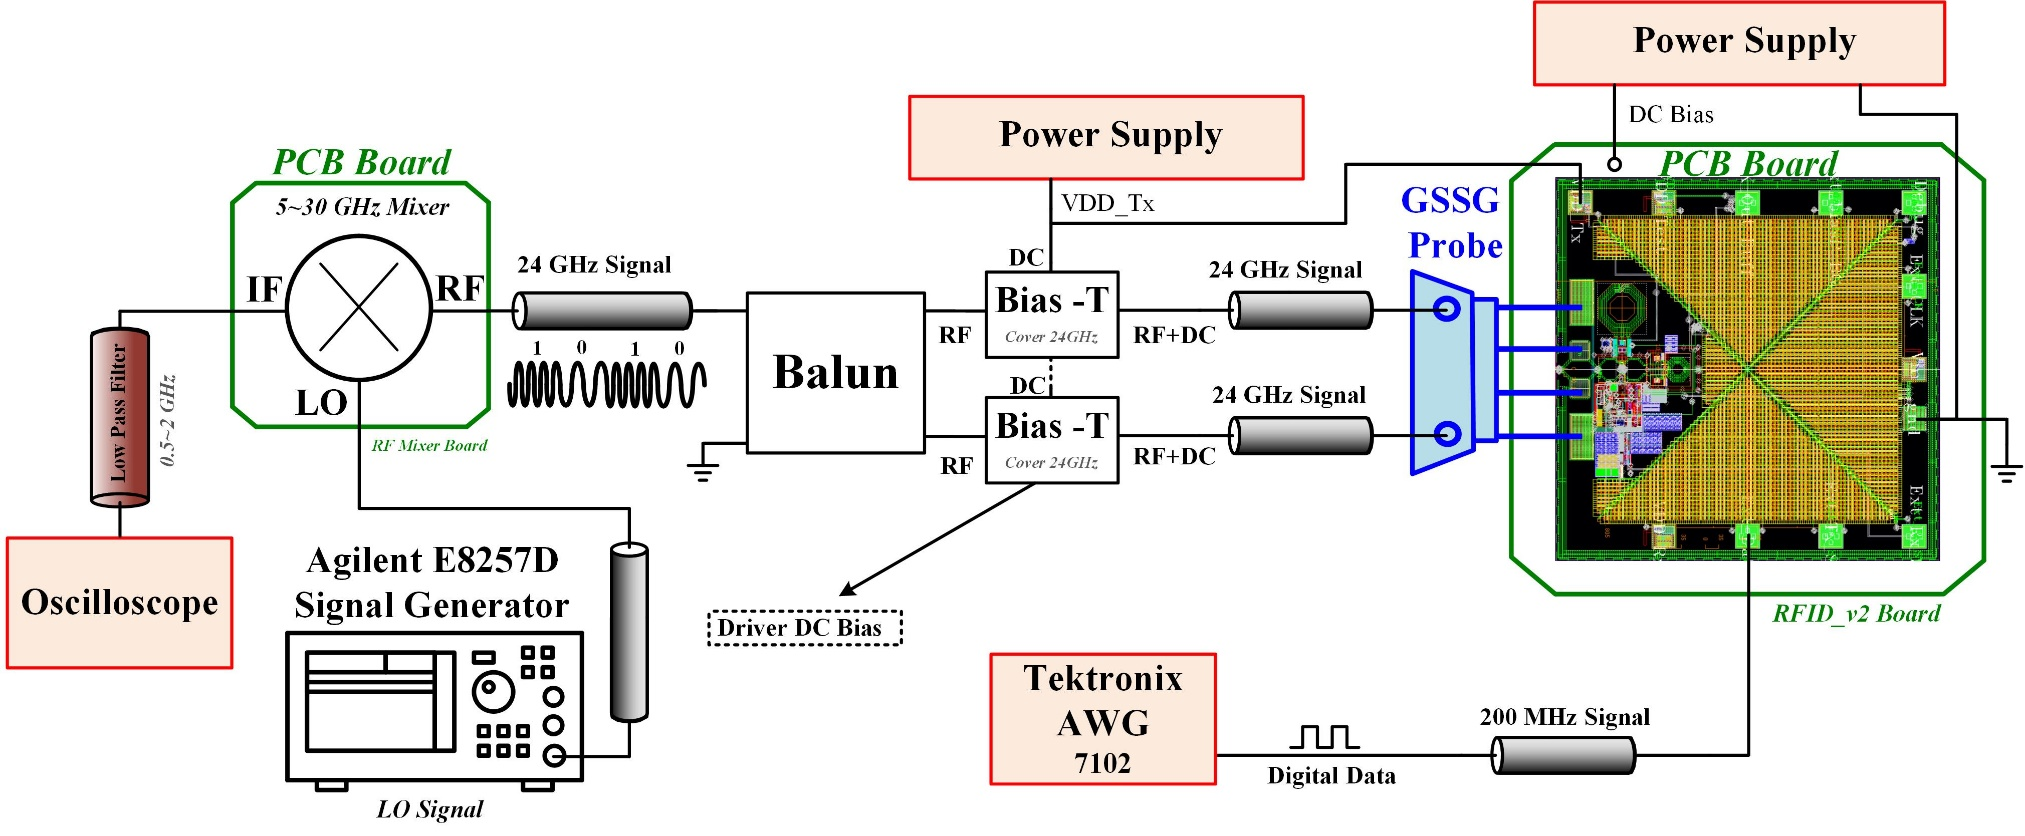 Power Supply
DC Bias
Power Supply
VDD_Tx
PCB Board
5~30 GHz Mixer
IF
RF
LO
RF Mixer Board
24 GHz Signal
1 0 1 0
Low Pass Filter
0.5~2 GHz
Oscilloscope
Agilent E8257D
Signal Generator
LO Signal
Balun
RF
RF
DC
Bias -T
Cover 24GHz
DC
Bias -T
Cover 24GHz
RF+DC
RF+DC
24 GHz Signal
24 GHz Signal
Driver DC Bias
GSSG
Probe
PCB Board
Tx
RFID_v2 Board
Tektronix
AWG
7102
Digital Data
200 MHz Signal